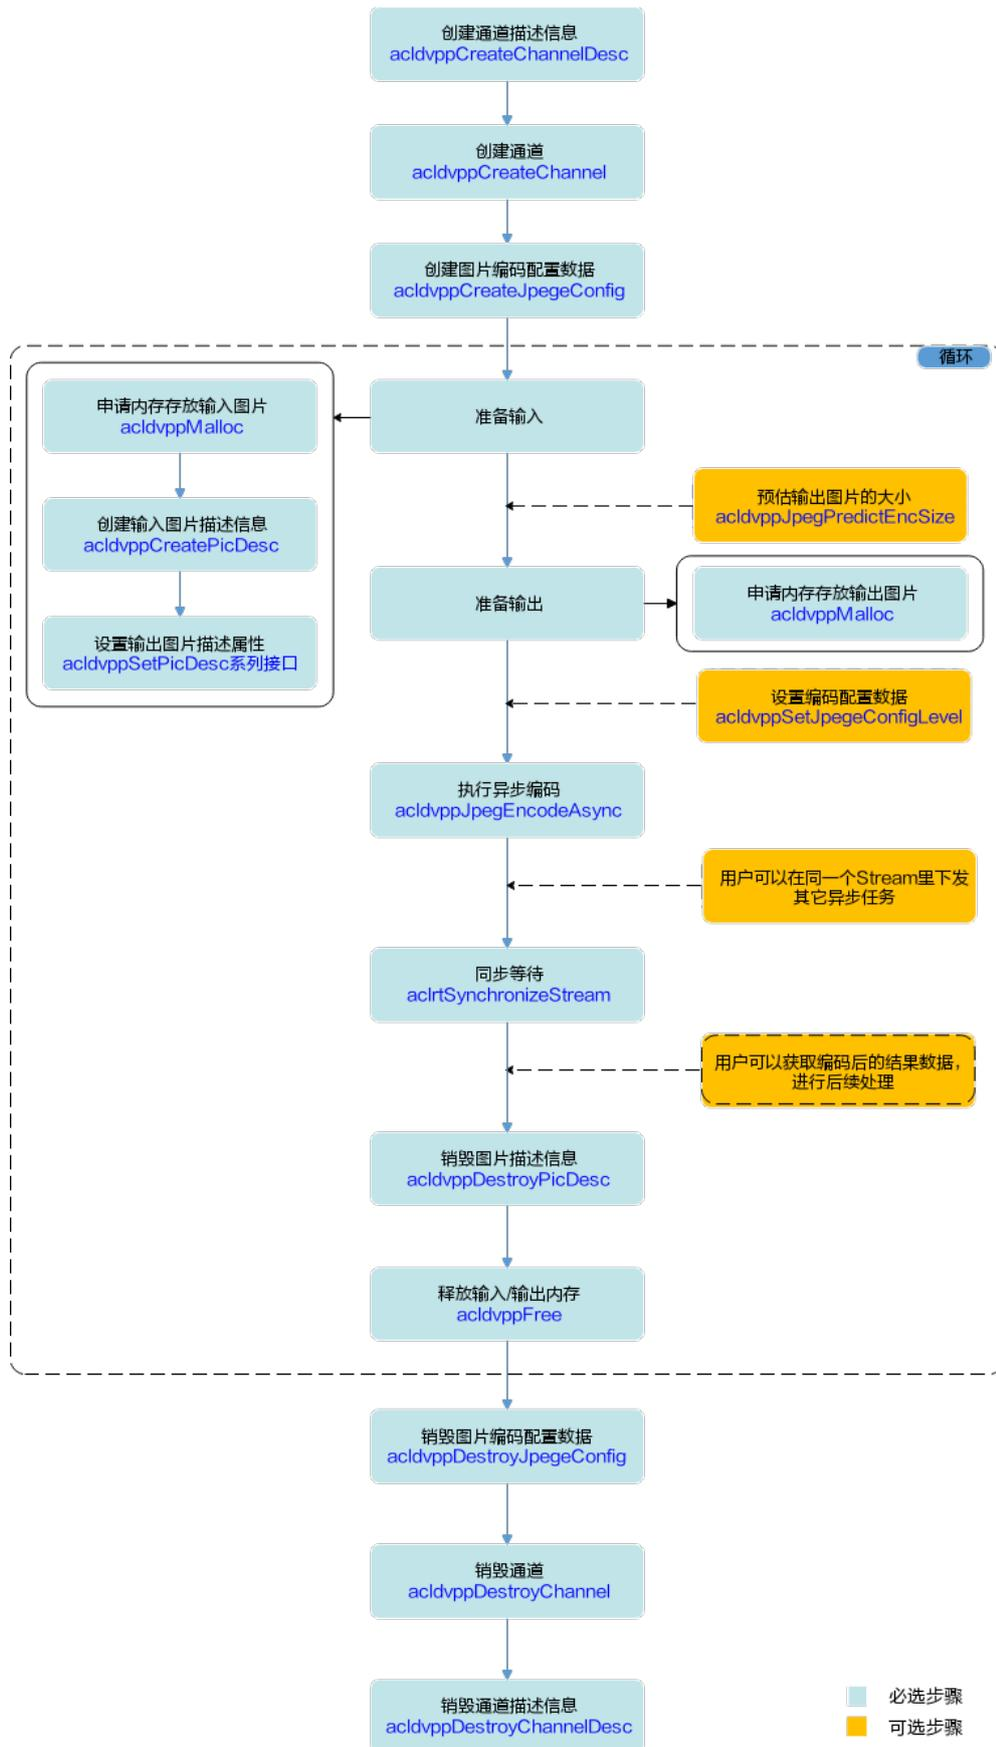 创建通道描述信息
acldvppCreateChannelDesc
创建通道
acldvppCreateChannel
创建图片编码配置数据
acldvppCreateJpegeConfig
循环
申请内存存放输入图片
acldvppMalloc
创建输入图片描述信息
acldvppCreatePicDesc
设置输出图片描述属性
acldvppSetPicDesc系列接口
准备输入
预估输出图片的大小
acldvppJpegPredictEncSize
准备输出
申请内存存放输出图片
acldvppMalloc
设置编码配置数据
acldvppSetJpegeConfigLevel
执行异步编码
acldvppJpegEncodeAsync
用户可以在同一个Stream里下发
其它异步任务
同步等待
aclrtSynchronizeStream
用户可以获取编码后的结果数据，
进行后续处理
销毁图片描述信息
acldvppDestroyPicDesc
释放输入/输出内存
acldvppFree
销毁图片编码配置数据
acldvppDestroyJpegeConfig
销毁通道
acldvppDestroyChannel
销毁通道描述信息
acldvppDestroyChannelDesc
必选步骤
可选步骤